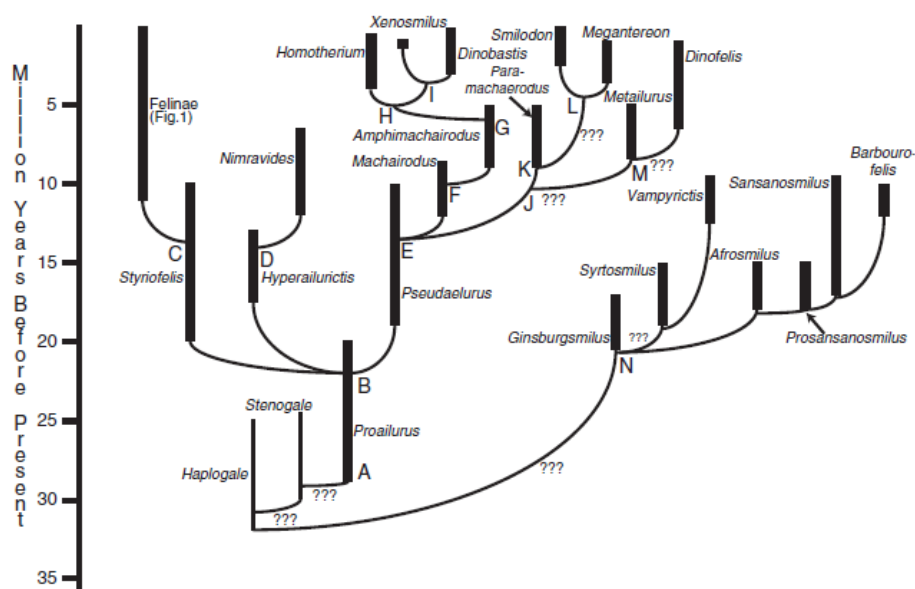 Million Years Before Present
5
10
15
20
25
30
35
Felinae
(Fig.1)
Xenosmilus
Homotherium
Dinobastis
Smilodon
Megantereon
Para-
machaerodus
Dinofelis
Metailurus
Nimravides
Amphimachairodus
Machairodus
Barbouro-
felis
Vampyrictis
Sansanosmilus
Styriofelis
Hyperailurictis
Pseudaelurus
Syrtosmilus
Afrosmilus
Ginsburgsmilus
Prosansanosmilus
Stenogale
Haplogale
Proailurus
A
B
C
D
E
F
G
H
I
J
K
L
M
N
???
???
???
???
???
???
???